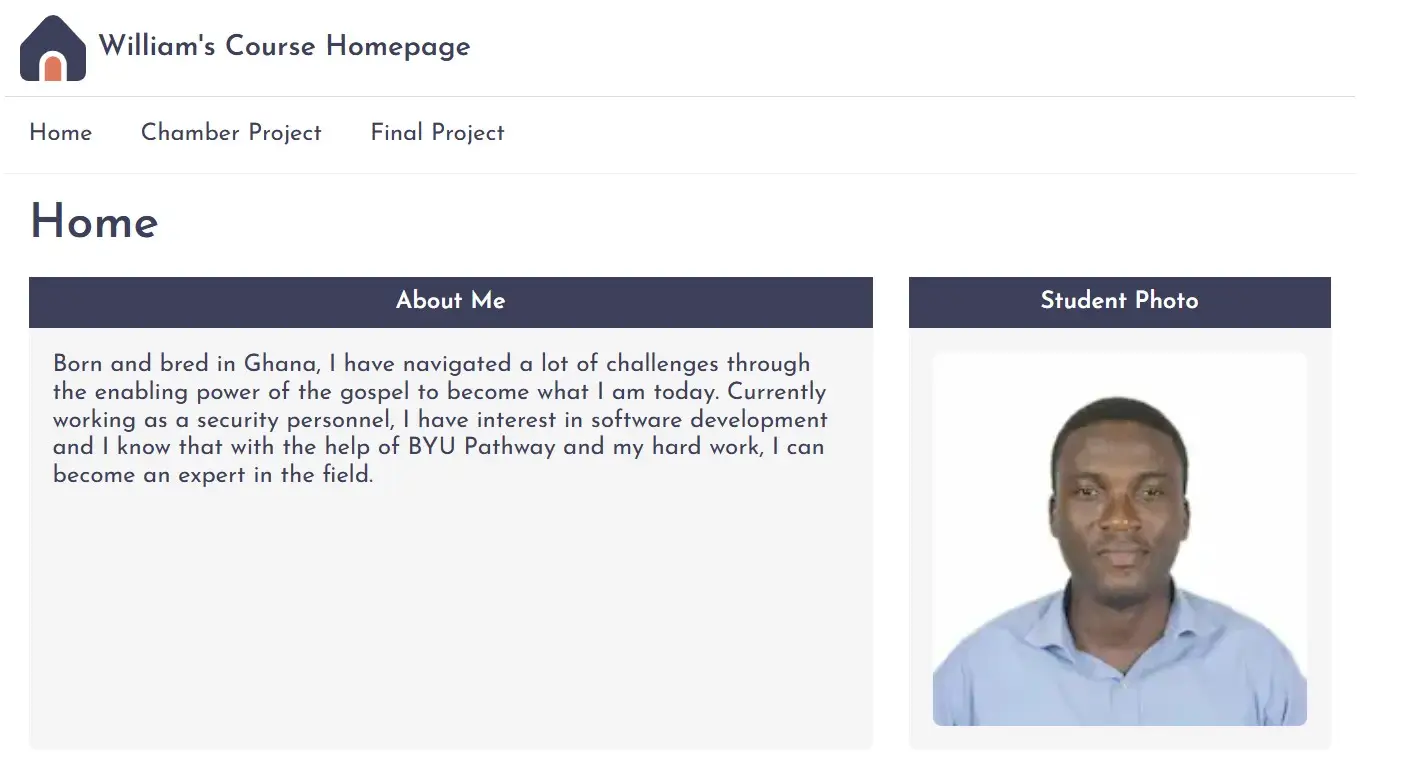 William's Course Homepage
Home
Chamber Project
Final Project
Home
About Me
Born and bred in Ghana, I have navigated a lot of challenges through
the enabling power of the gospel to become what I am today. Currently
working as a security personnel, I have interest in software development
and I know that with the help of BYU Pathway and my hard work, I can
become an expert in the field.
Student Photo